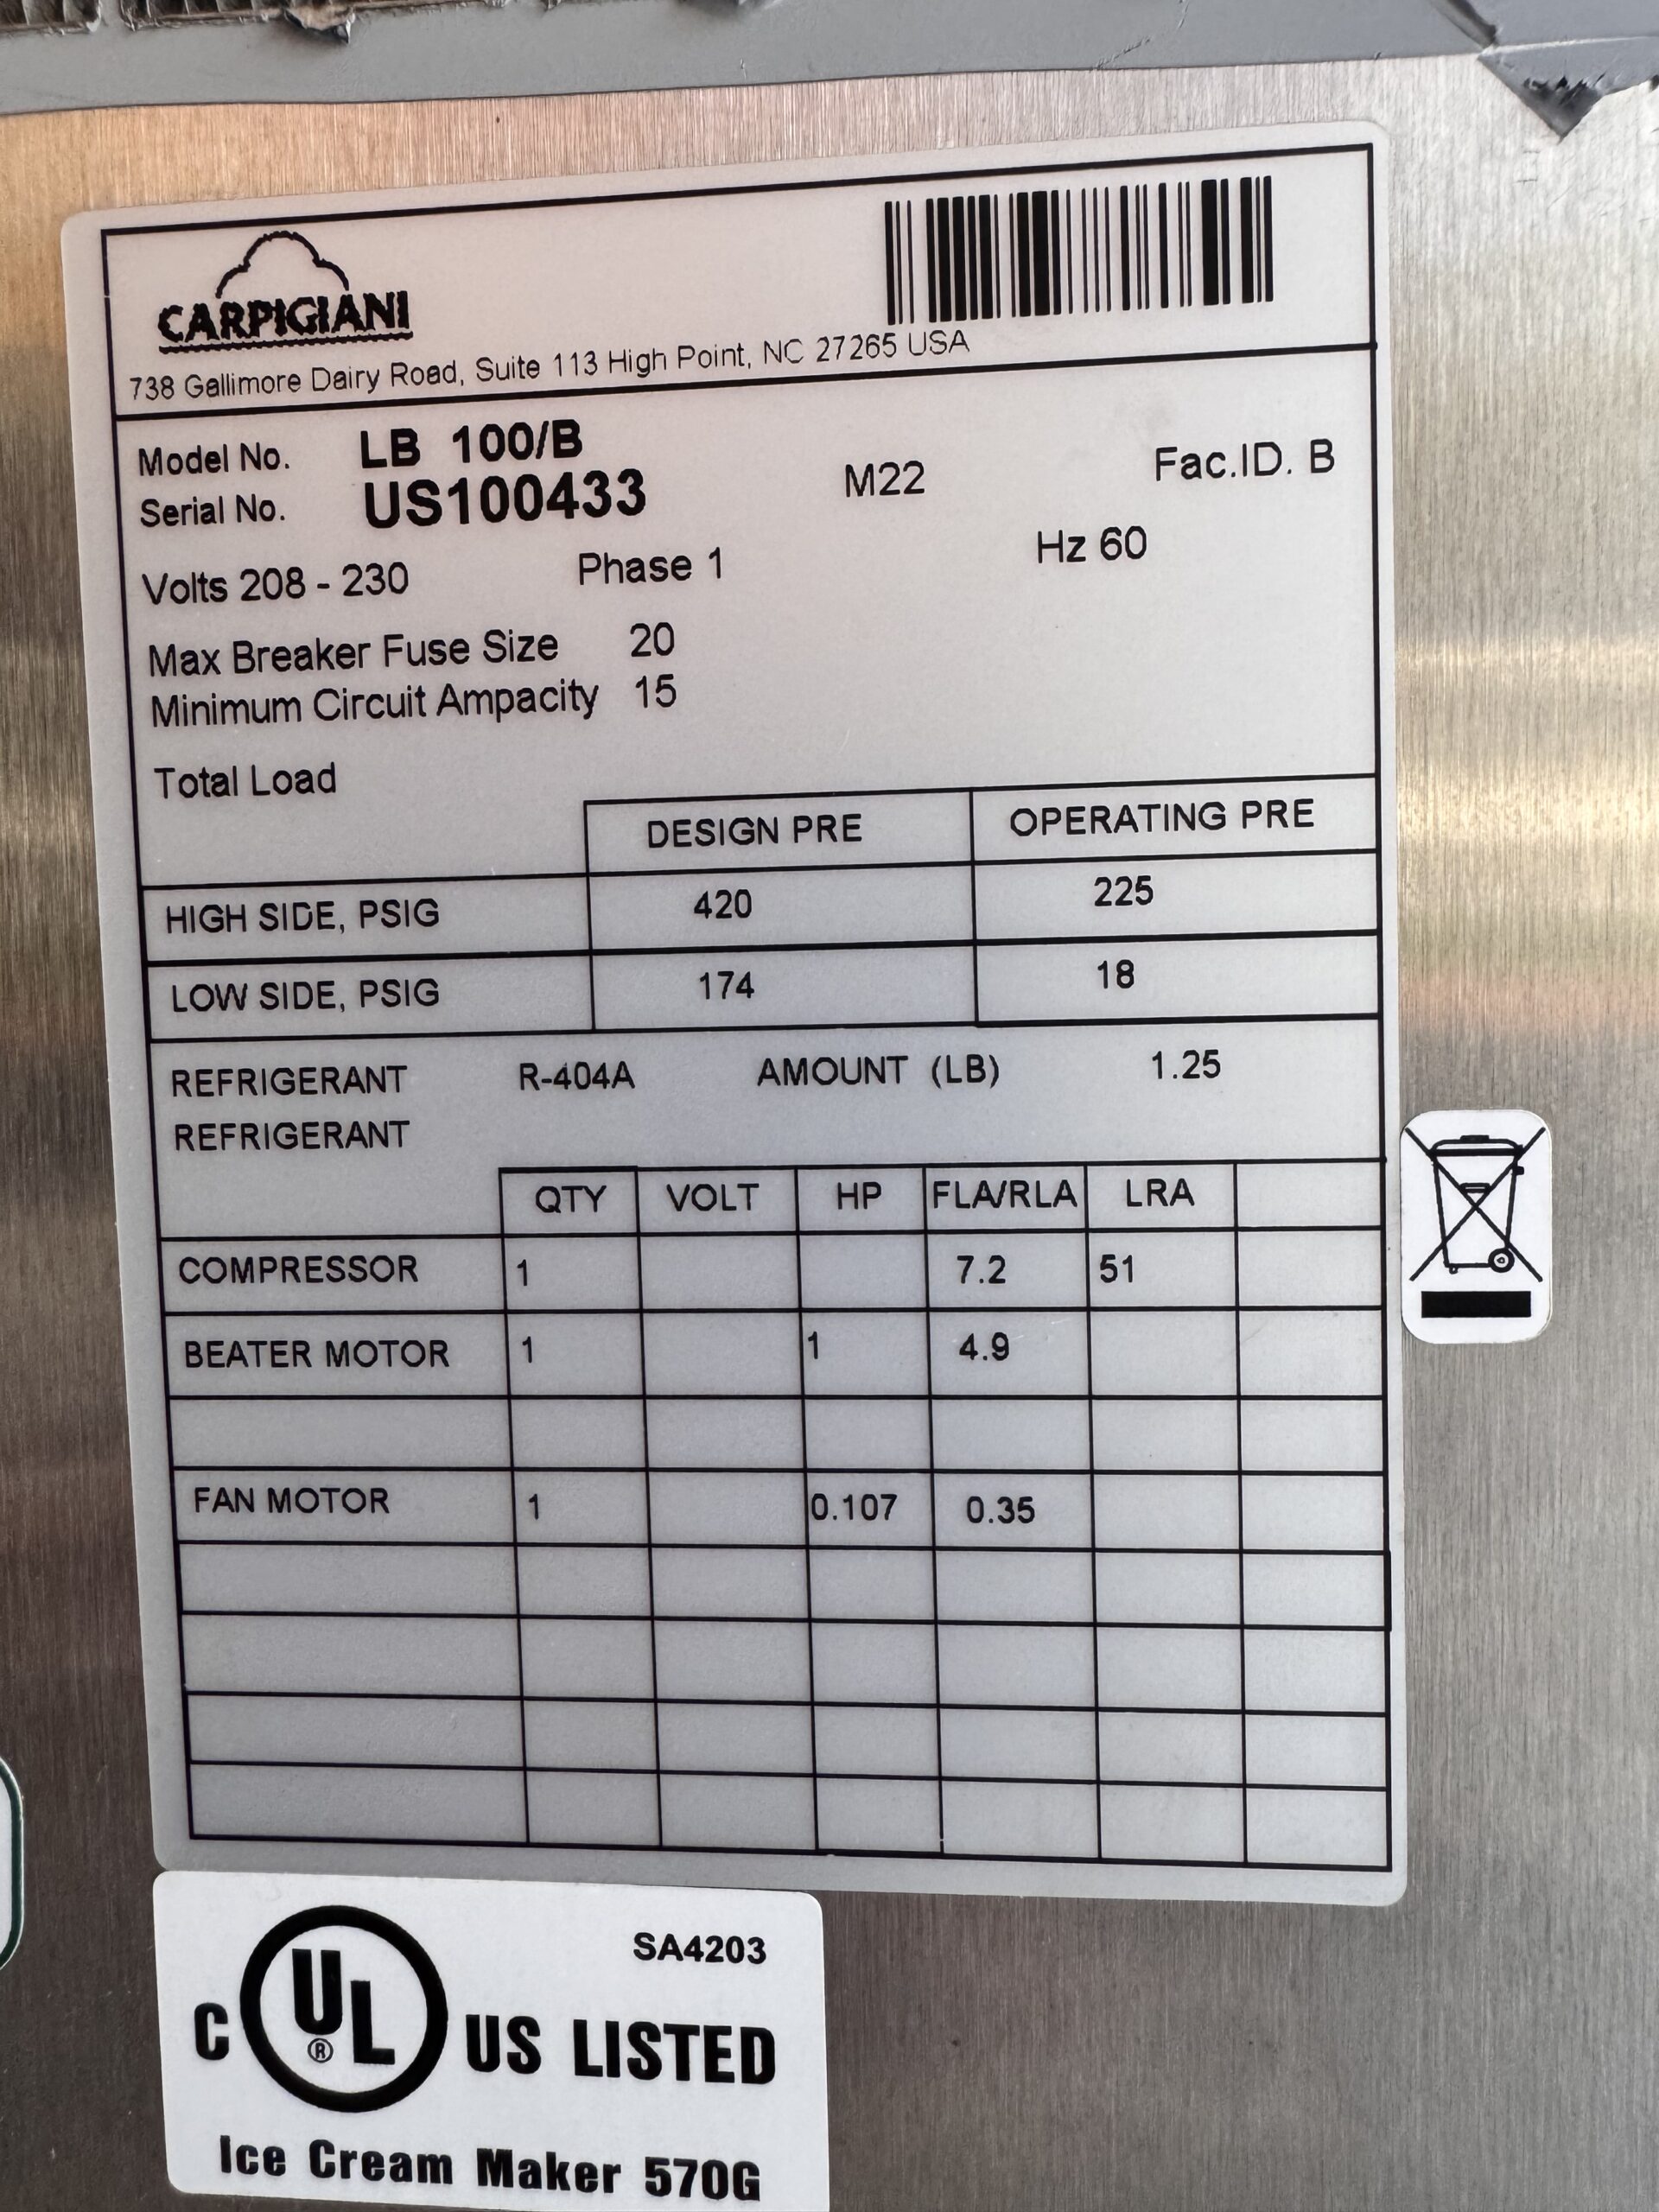 CARPIGIANI
738 Gallimore Dairy Road, Suite 113 High Point, NC 27265 USA
Model No. LB 100/B
Serial No. US100433 M22 Fac.ID. B
Volts 208 - 230 Phase 1 Hz 60
Max Breaker Fuse Size 20
Minimum Circuit Ampacity 15
Total Load
DESIGN PRE OPERATING PRE
HIGH SIDE, PSIG 420 225
LOW SIDE, PSIG 174 18
REFRIGERANT R-404A AMOUNT (LB) 1.25
REFRIGERANT
QTY VOLT HP FLA/RLA LRA
COMPRESSOR 1 7.2 51
BEATER MOTOR 1 1 4.9
FAN MOTOR 1 0.107 0.35
SA4203
C UL ® US LISTED
Ice Cream Maker 570G